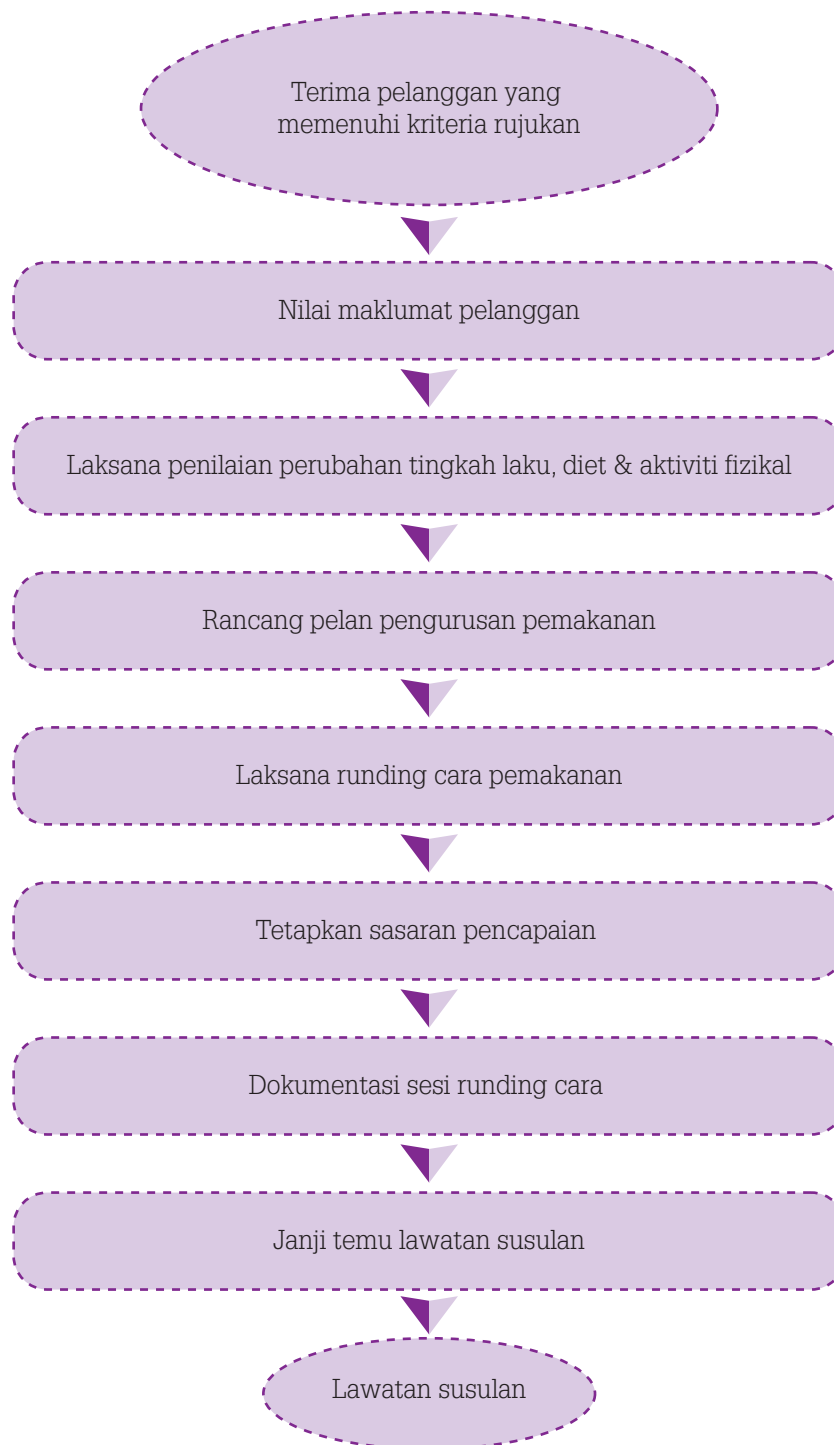 Terima pelanggan yang
memenuhi kriteria rujukan
Nilai maklumat pelanggan
Laksana penilaian perubahan tingkah laku, diet & aktiviti fizikal
Rancang pelan pengurusan pemakanan
Laksana runding cara pemakanan
Tetapkan sasaran pencapaian
Dokumentasi sesi runding cara
Janji temu lawatan susulan
Lawatan susulan